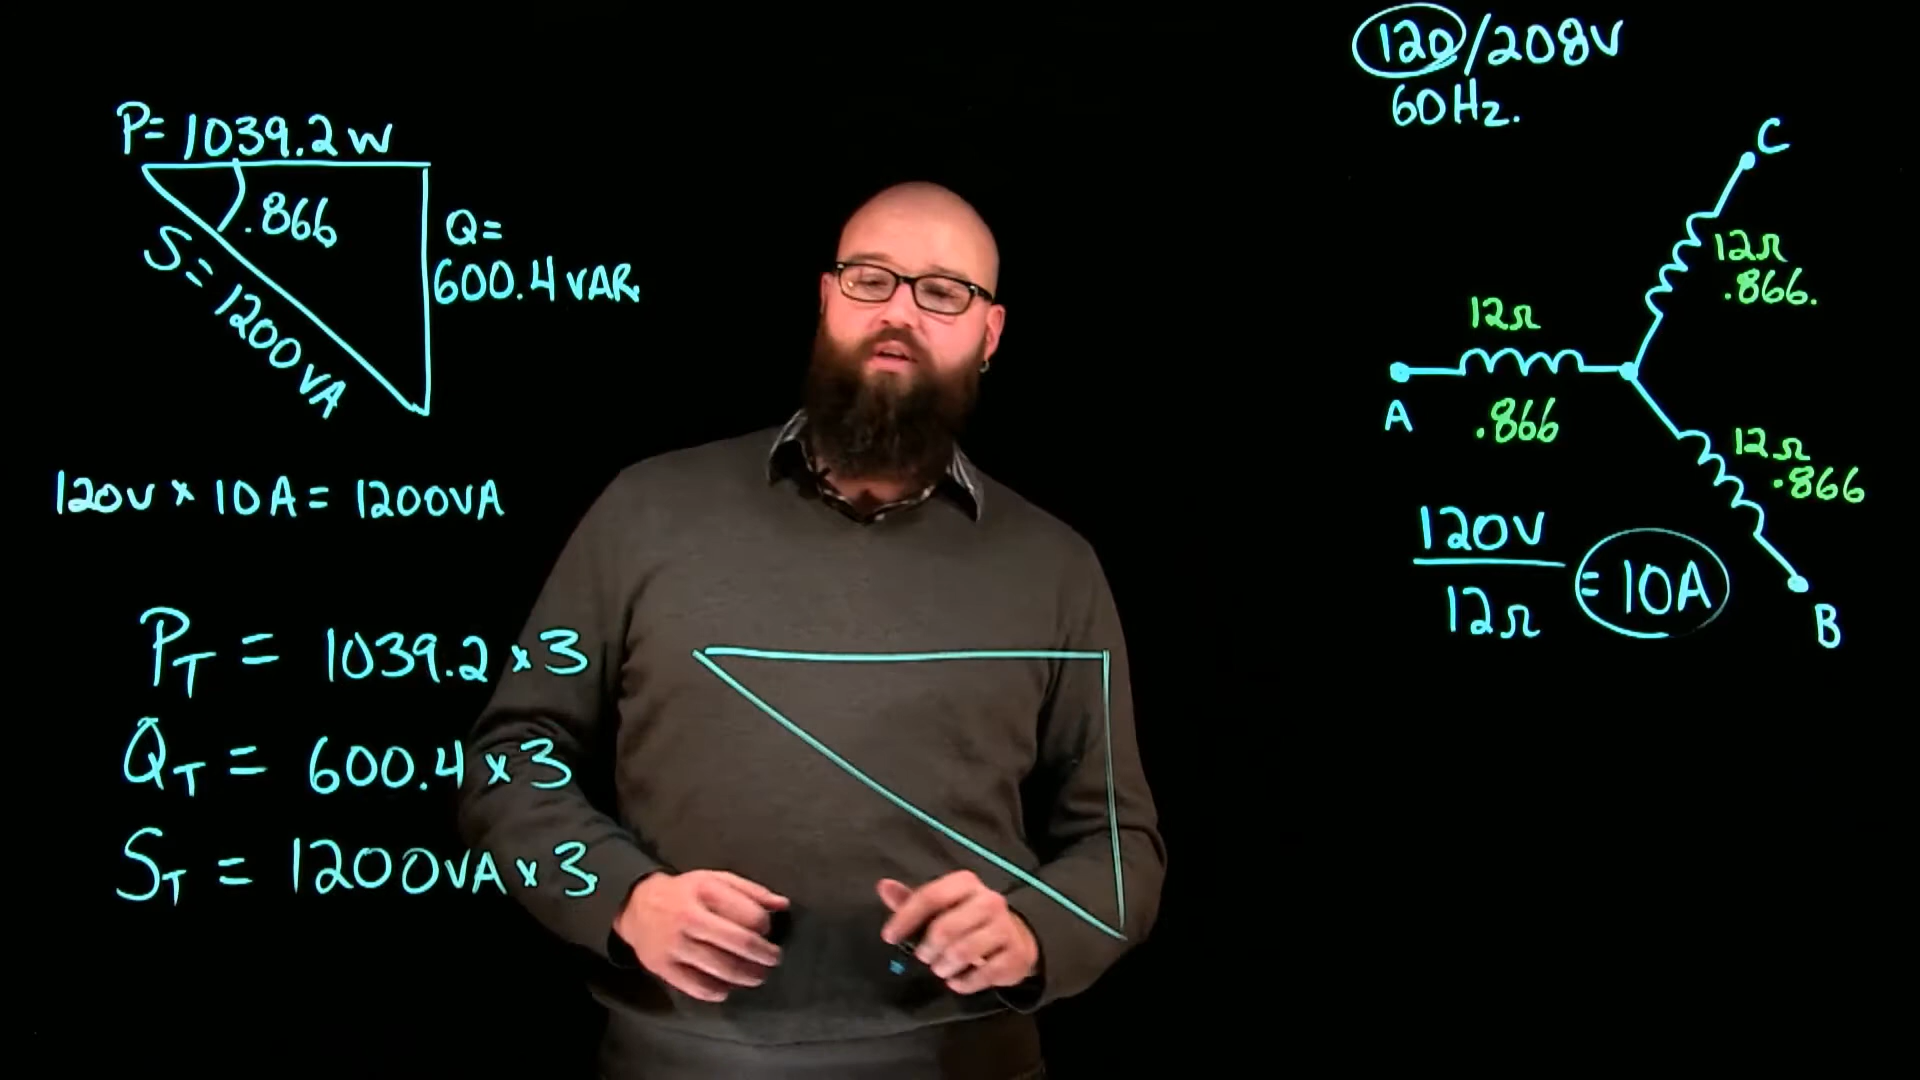 P= 1039.2 W
.866
S = 1200 VA
Q=
600.4 VAR
120V × 10A = 1200VA
PT = 1039.2 × 3
QT = 600.4 × 3
ST = 1200VA × 3
120/208V
60Hz.
C
12Ω
.866.
12Ω
A
.866
12Ω
.866
B
120V
12Ω
= 10A